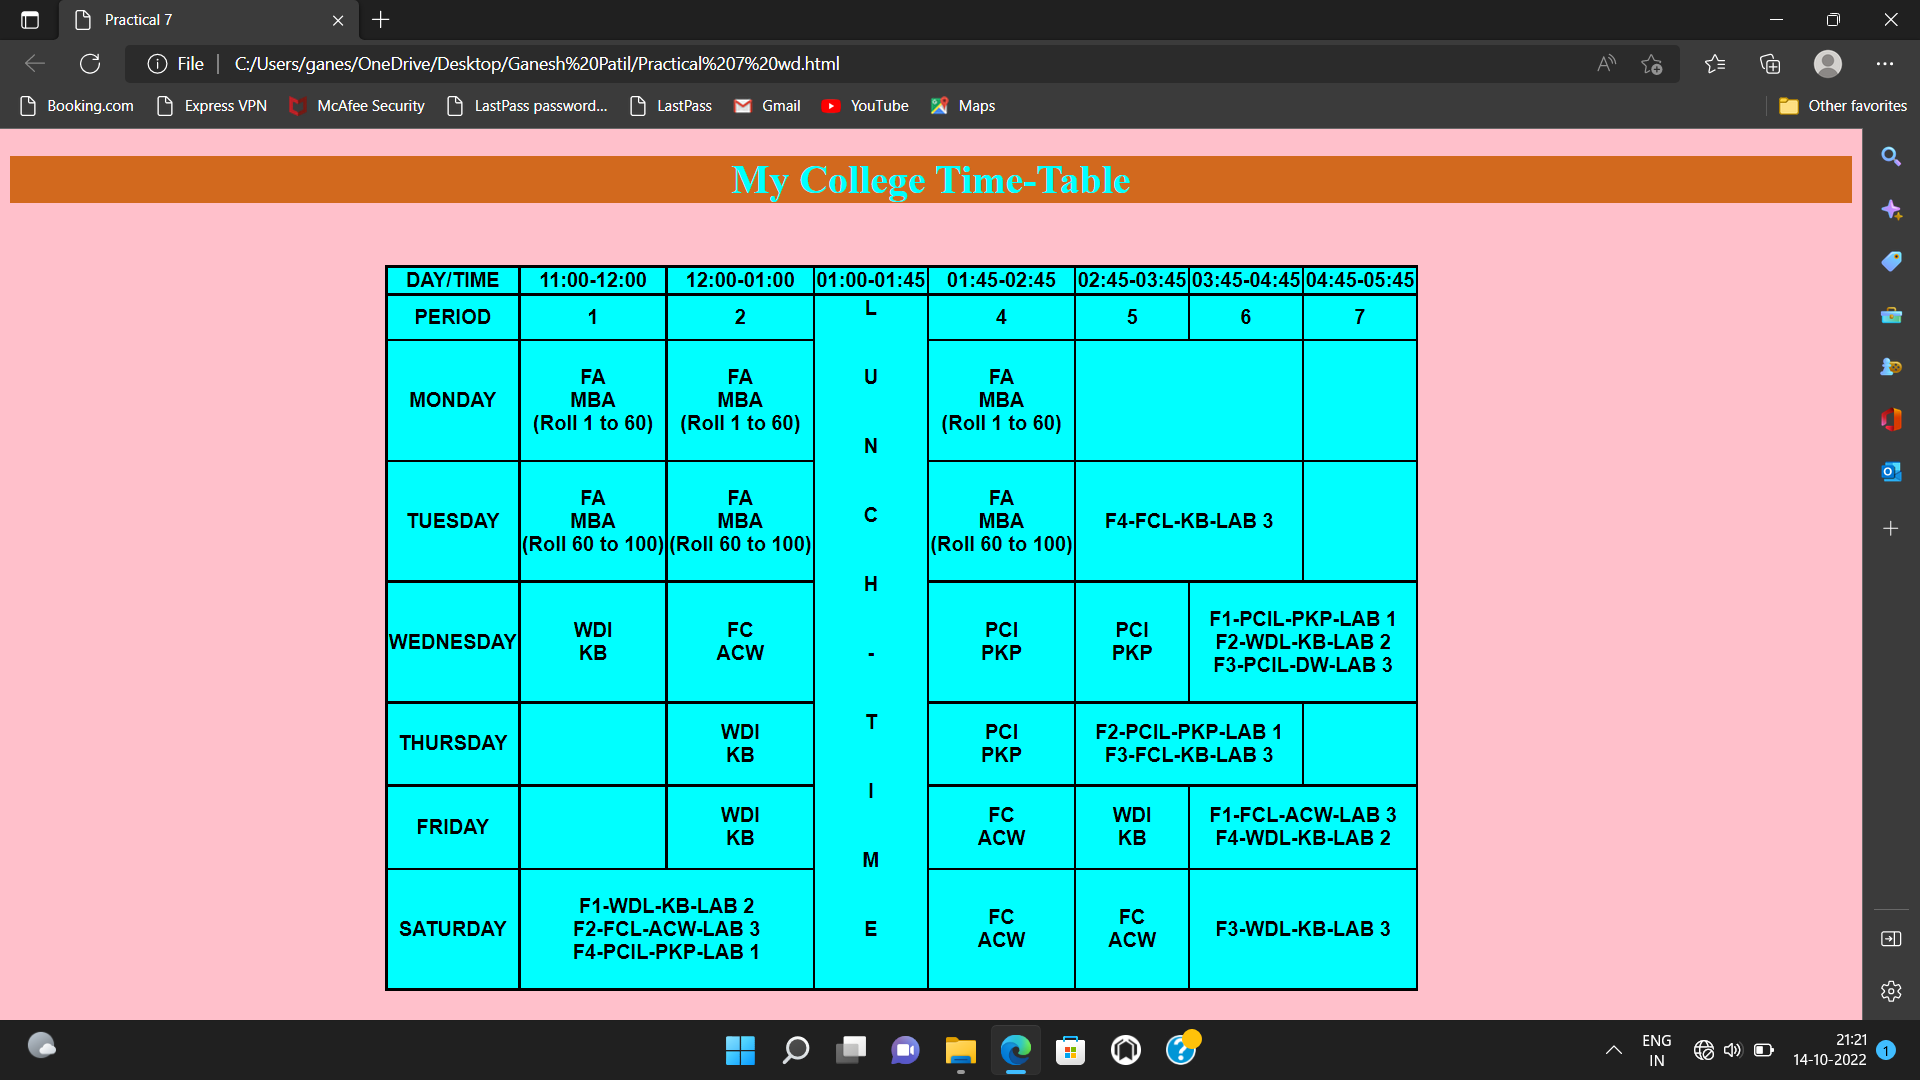 Practical 7
File
C:/Users/ganes/OneDrive/Desktop/Ganesh%20Patil/Practical%207%20wd.html
Booking.com Express VPN McAfee Security LastPass password... LastPass Gmail YouTube Maps Other favorites
My College Time-Table
DAY/TIME 11:00-12:00 12:00-01:00 01:00-01:45 01:45-02:45 02:45-03:45 03:45-04:45 04:45-05:45
PERIOD 1 2 4 5 6 7
L
U
N
C
H
-
T
I
M
E
MONDAY
FA
MBA
(Roll 1 to 60)
FA
MBA
(Roll 1 to 60)
FA
MBA
(Roll 1 to 60)
TUESDAY
FA
MBA
(Roll 60 to 100)
FA
MBA
(Roll 60 to 100)
FA
MBA
(Roll 60 to 100)
F4-FCL-KB-LAB 3
WEDNESDAY
WDI
KB
FC
ACW
PCI
PKP
PCI
PKP
F1-PCIL-PKP-LAB 1
F2-WDL-KB-LAB 2
F3-PCIL-DW-LAB 3
THURSDAY
WDI
KB
PCI
PKP
F2-PCIL-PKP-LAB 1
F3-FCL-KB-LAB 3
FRIDAY
WDI
KB
FC
ACW
WDI
KB
F1-FCL-ACW-LAB 3
F4-WDL-KB-LAB 2
SATURDAY
F1-WDL-KB-LAB 2
F2-FCL-ACW-LAB 3
F4-PCIL-PKP-LAB 1
FC
ACW
FC
ACW
F3-WDL-KB-LAB 3
ENG
IN
21:21
14-10-2022
1